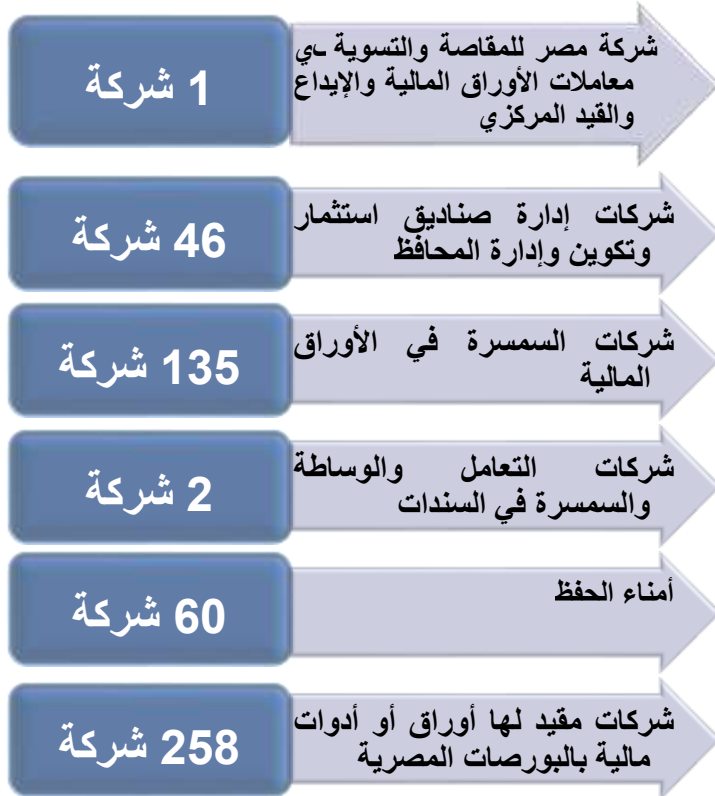 شركة مصر للمقاصة والتسوية
معاملات الأوراق المالية والإيداع
والقيد المركزي
1 شركة
شركات إدارة صناديق استثمار
وتكوين وإدارة المحافظ
46 شركة
شركات السمسرة في الأوراق
المالية
135 شركة
شركات التعامل والوساطة
والسمسرة في السندات
2 شركة
أمناء الحفظ
60 شركة
شركات مقيد لها أوراق أو أدوات
مالية بالبورصات المصرية
258 شركة